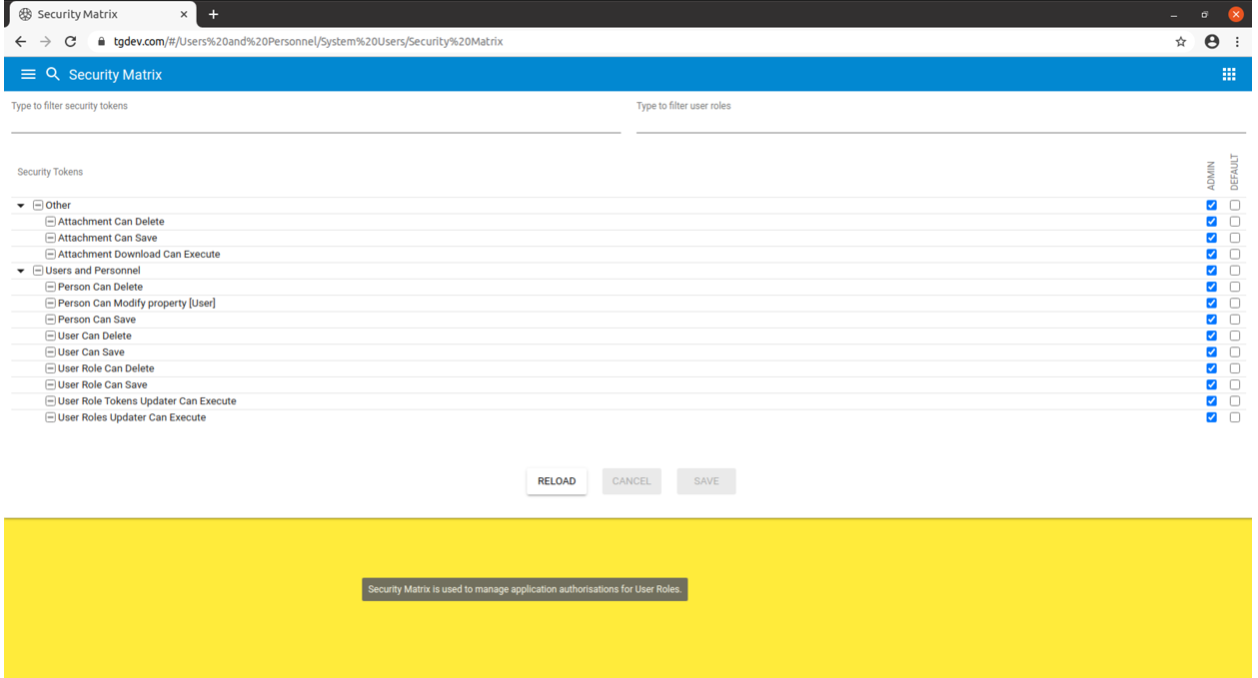 Security Matrix
tgdev.com/#/Users%20and%20Personnel/System%20Users/Security%20Matrix
Security Matrix
Type to filter security tokens
Type to filter user roles
Security Tokens
ADMIN
DEFAULT
Other
Attachment Can Delete
Attachment Can Save
Attachment Download Can Execute
Users and Personnel
Person Can Delete
Person Can Modify property [User]
Person Can Save
User Can Delete
User Can Save
User Role Can Delete
User Role Can Save
User Role Tokens Updater Can Execute
User Roles Updater Can Execute
RELOAD
CANCEL
SAVE
Security Matrix is used to manage application authorisations for User Roles.